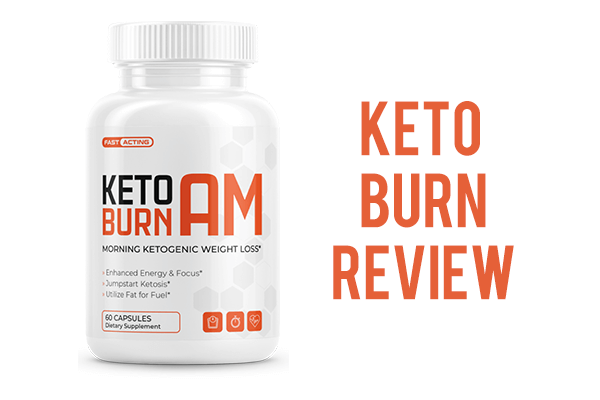 FAST ACTING
KETO
BURN
AM
MORNING KETOGENIC WEIGHT LOSS*
› Enhanced Energy & Focus*
› Jumpstart Ketosis*
› Utilize Fat for Fuel*
60 CAPSULES
Dietary Supplement
KETO
BURN
REVIEW